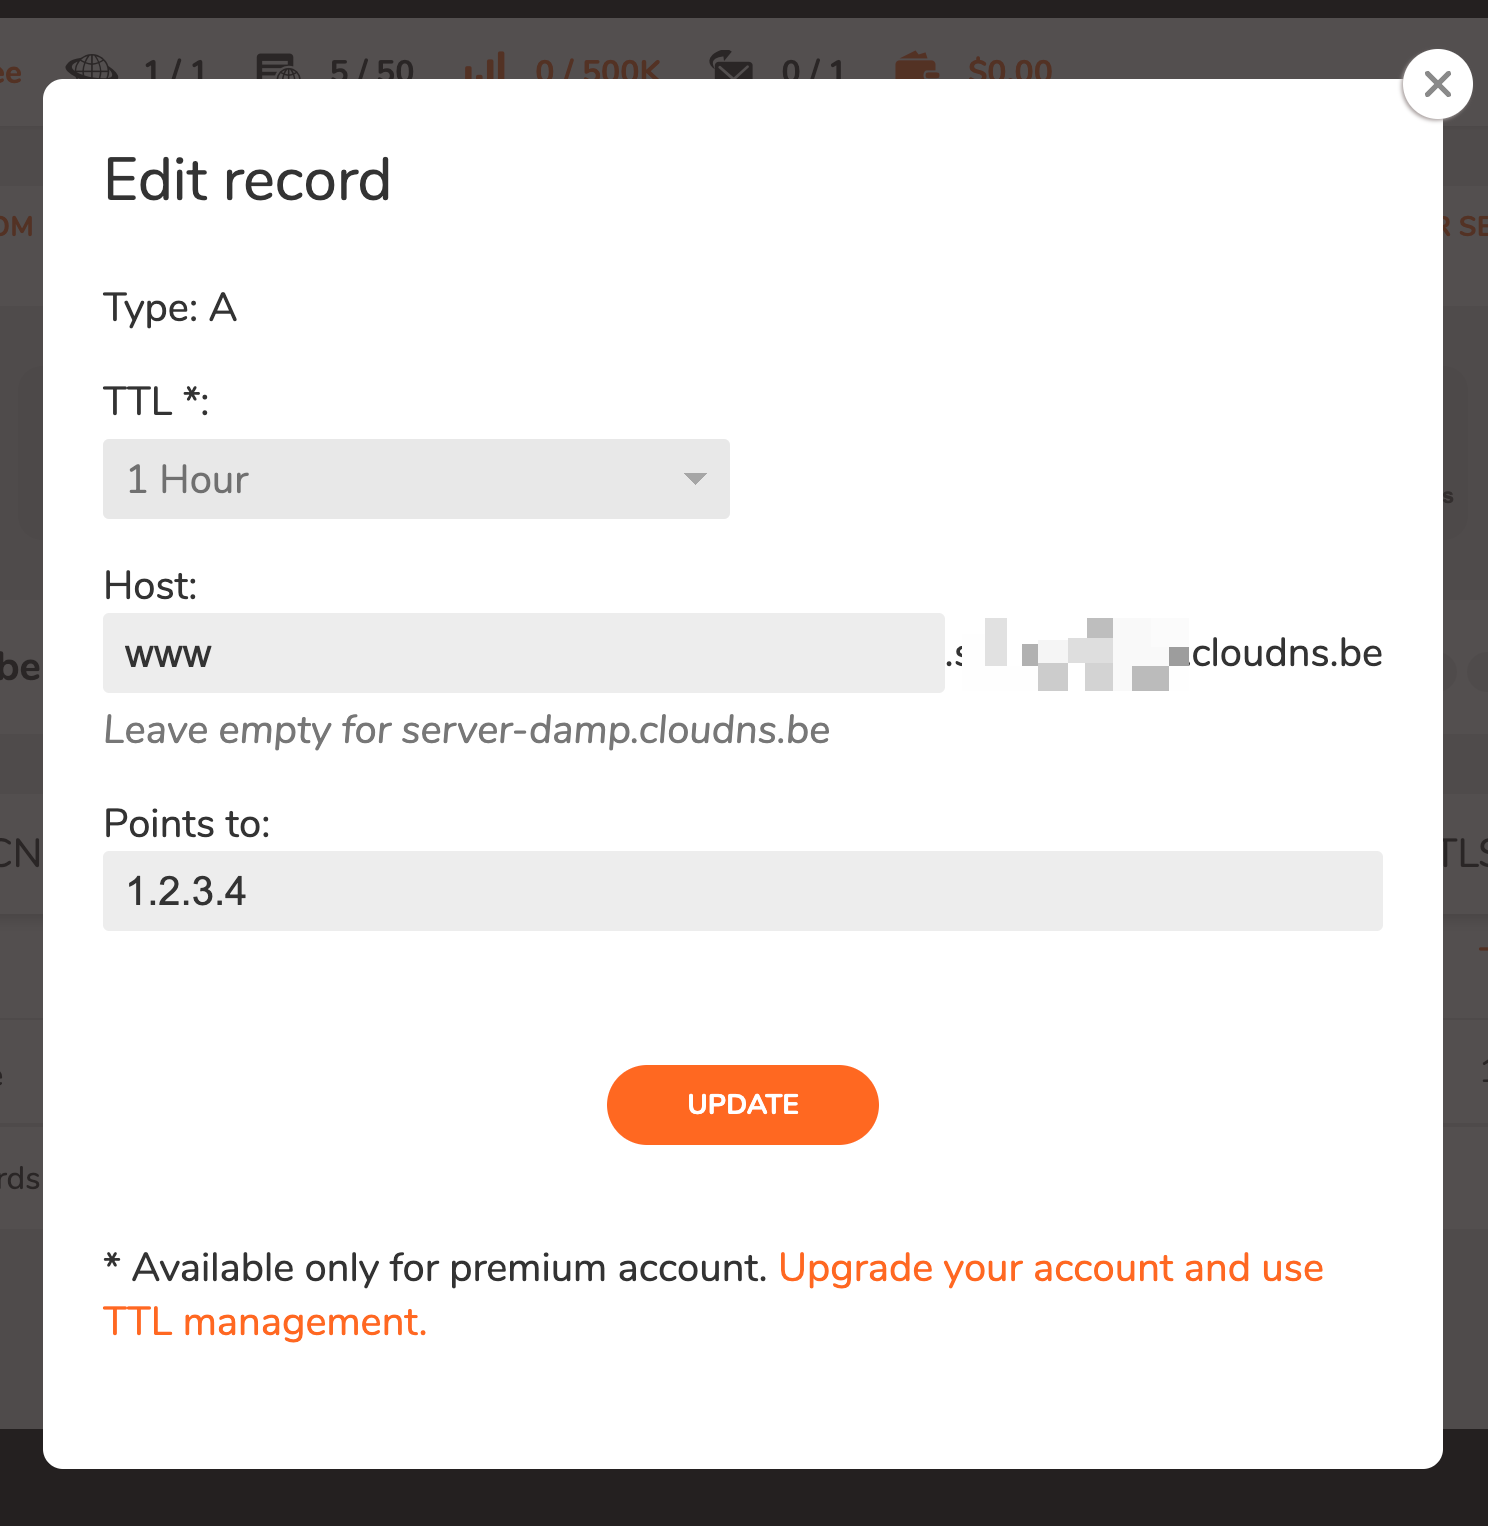 1 / 1 5 / 50 0 / 500K 0 / 1 $0.00
Edit record
Type: A
TTL *:
1 Hour
Host:
www .cloudns.be
Leave empty for server-damp.cloudns.be
Points to:
1.2.3.4
UPDATE
* Available only for premium account. Upgrade your account and use
TTL management.